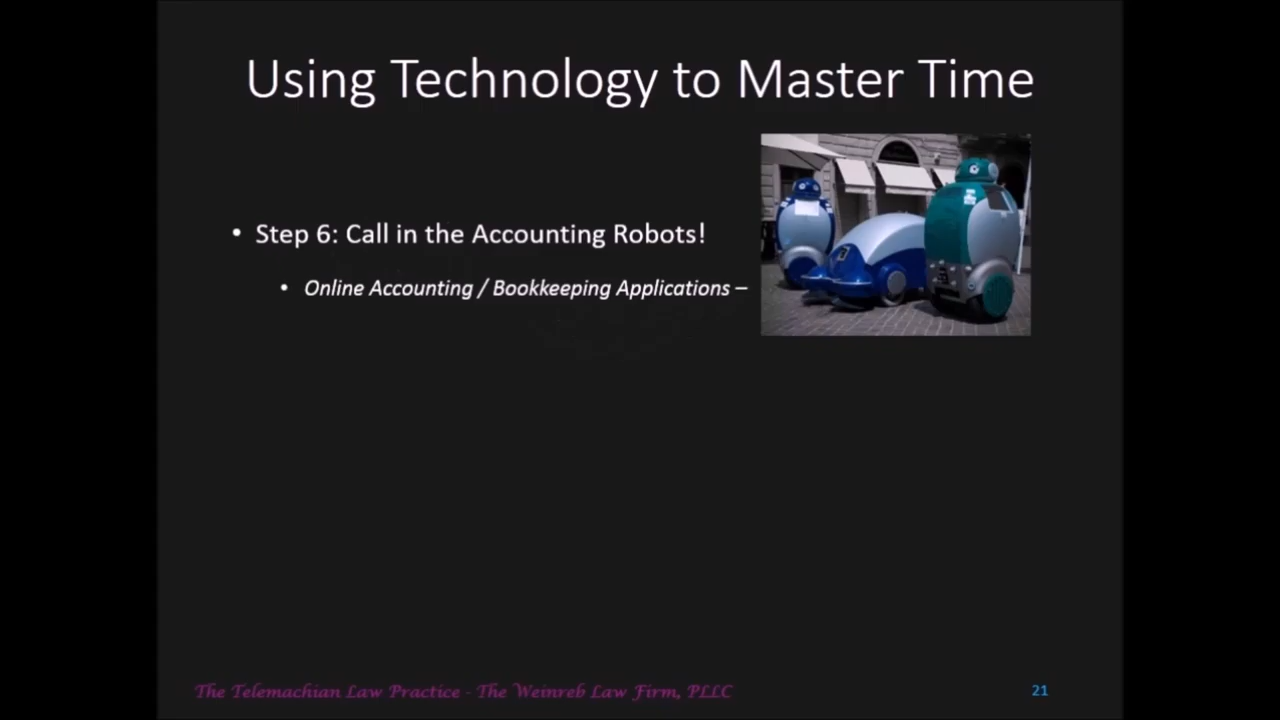 Using Technology to Master Time
• Step 6: Call in the Accounting Robots!
• Online Accounting / Bookkeeping Applications –
The Telemachian Law Practice - The Weinreb Law Firm, PLLC
21